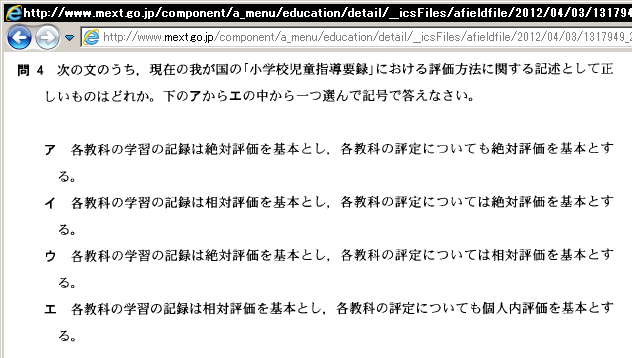 http://www.mext.go.jp/component/a_menu/education/detail/__icsFiles/afieldfile/2012/04/03/1317949
http://www.mext.go.jp/component/a_menu/education/detail/__icsFiles/afieldfile/2012/04/03/1317949_2
問 4 次の文のうち，現在の我が国の「小学校児童指導要録」における評価方法に関する記述として正
しいものはどれか。下のアからエの中から一つ選んで記号で答えなさい。
ア 各教科の学習の記録は絶対評価を基本とし，各教科の評定についても絶対評価を基本とす
る。
イ 各教科の学習の記録は相対評価を基本とし，各教科の評定については絶対評価を基本とす
る。
ウ 各教科の学習の記録は絶対評価を基本とし，各教科の評定については相対評価を基本とす
る。
エ 各教科の学習の記録は相対評価を基本とし，各教科の評定についても個人内評価を基本とす
る。